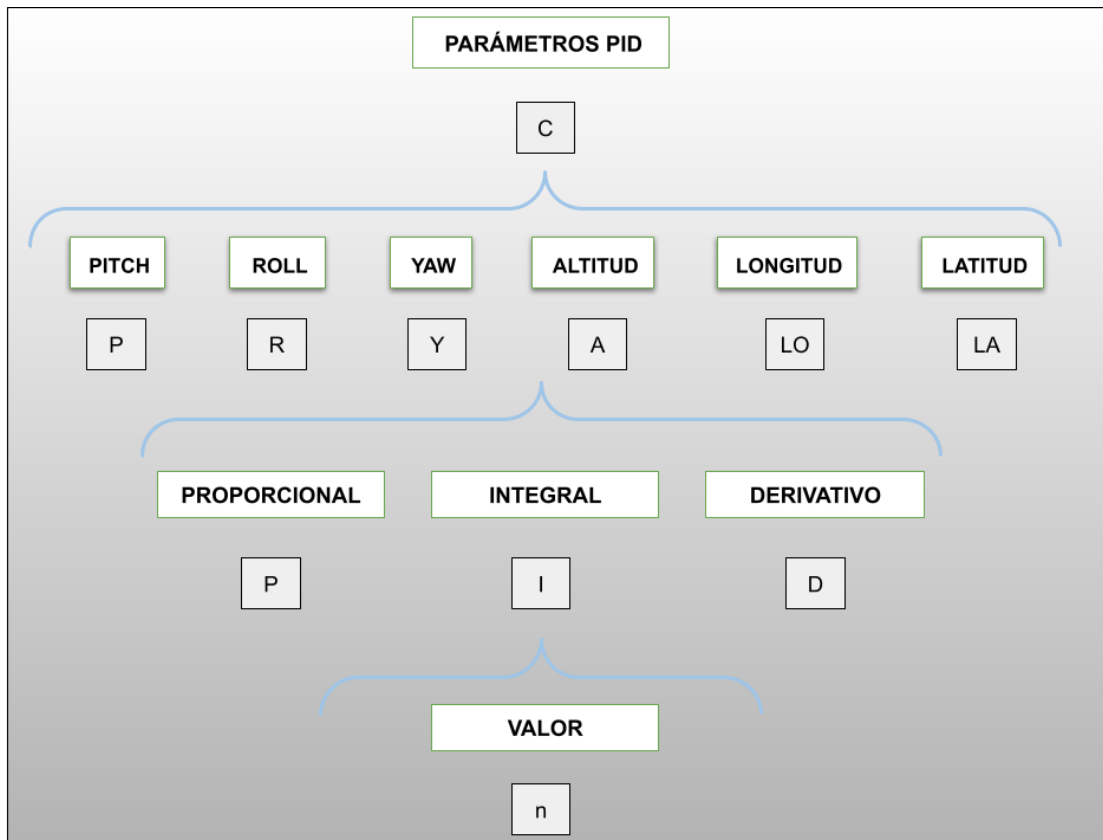 PARÁMETROS PID
C
PITCH ROLL YAW ALTITUD LONGITUD LATITUD
P R Y A LO LA
PROPORCIONAL INTEGRAL DERIVATIVO
P I D
VALOR
n